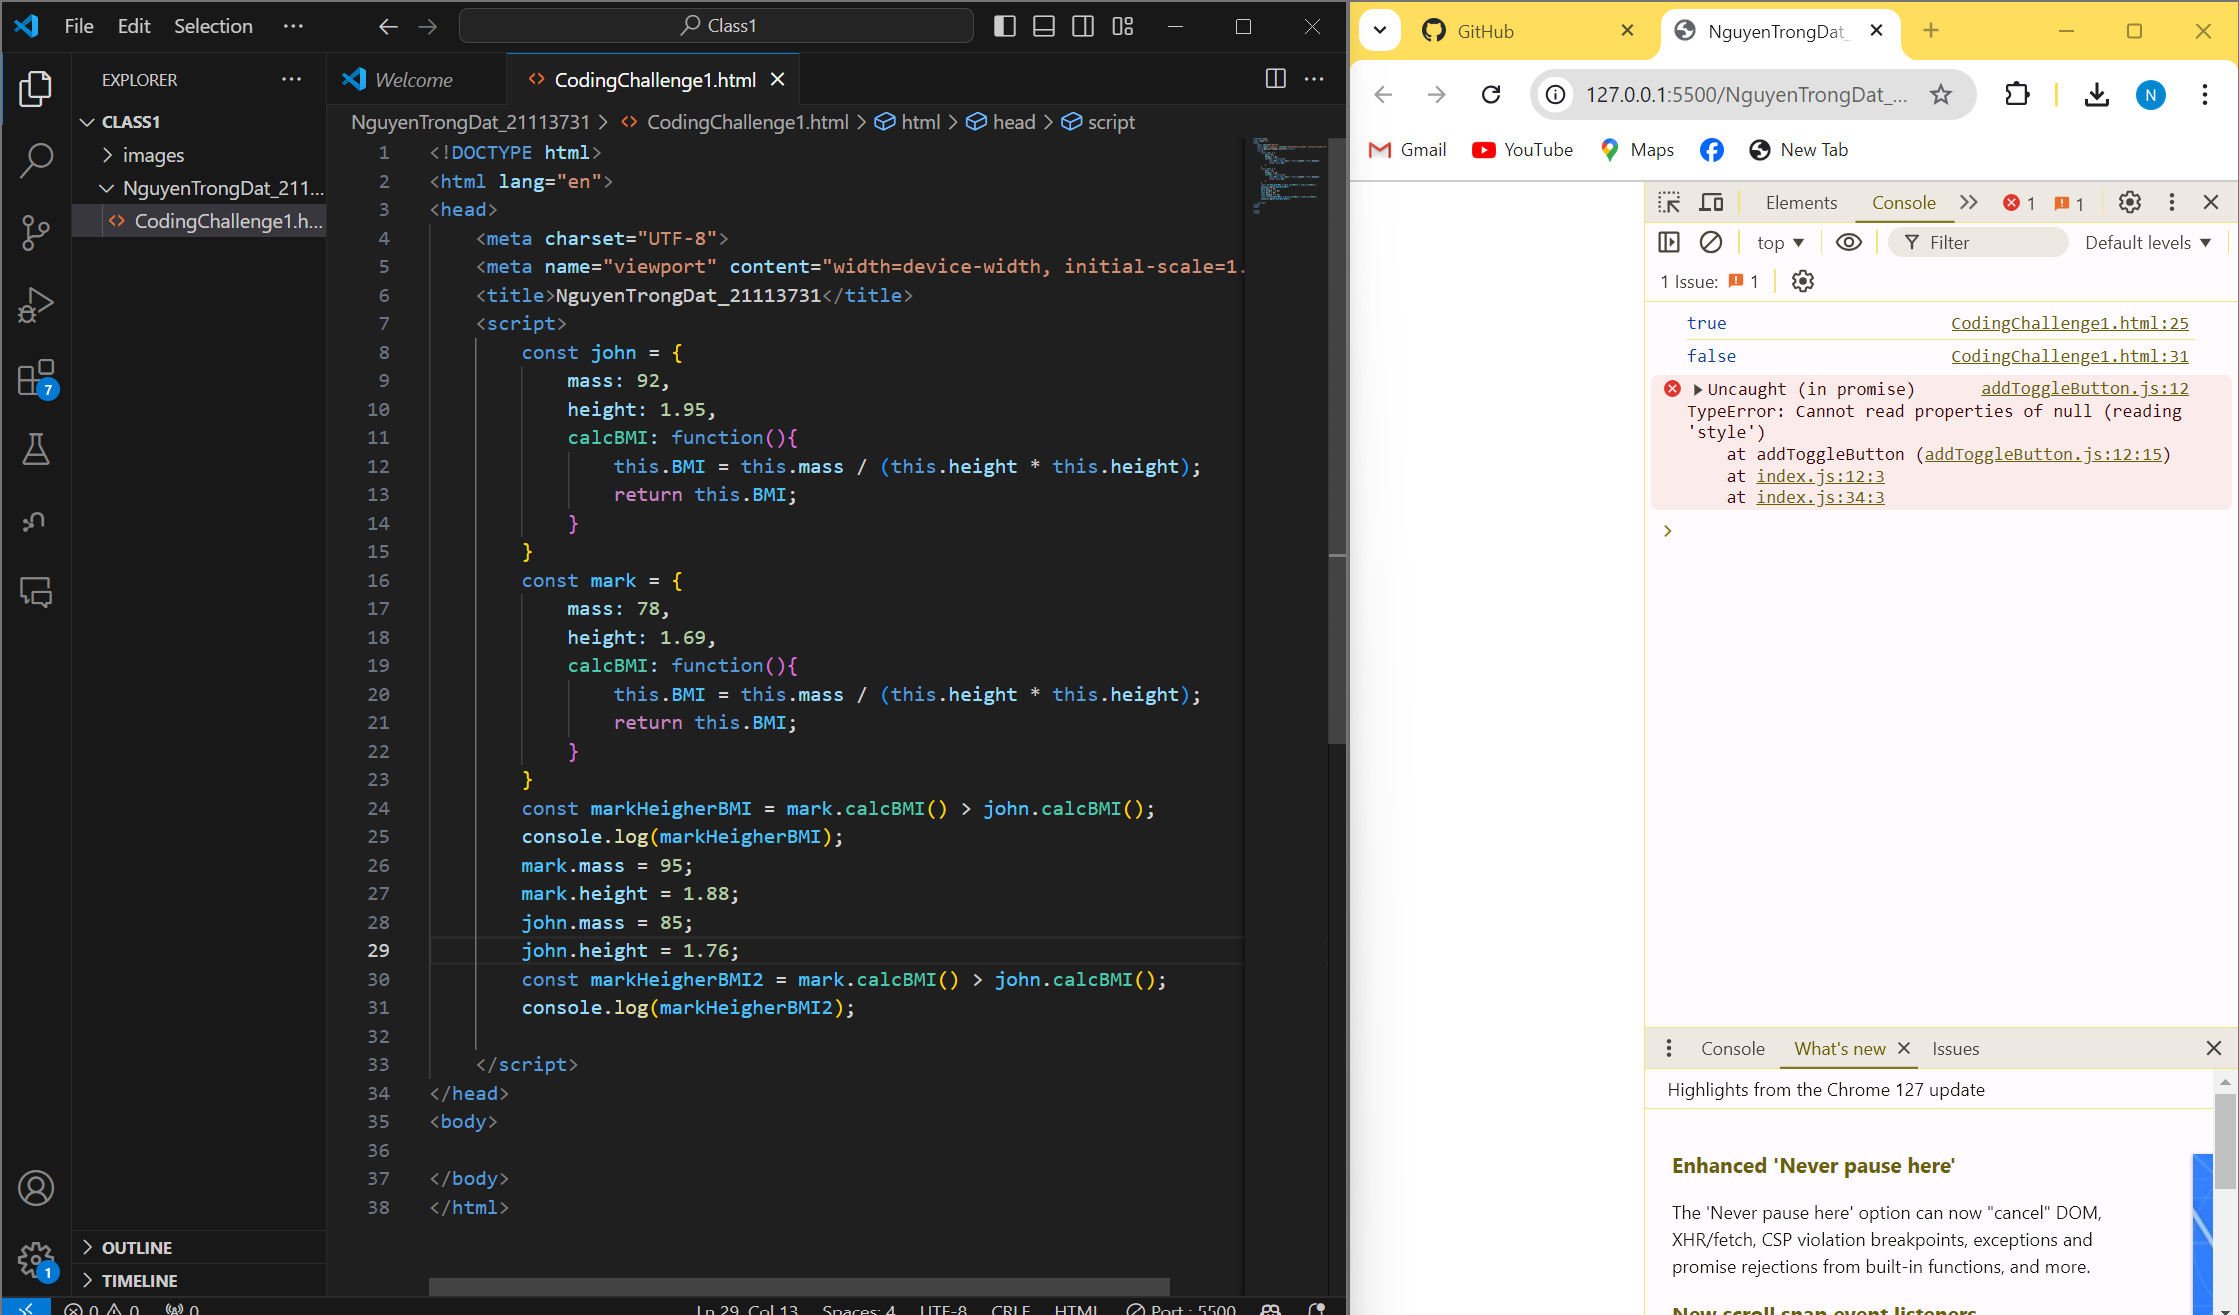 File Edit Selection ··· Class1
EXPLORER ···
CLASS1
images
NguyenTrongDat_211...
CodingChallenge1.h...
7
OUTLINE
TIMELINE
1
Welcome CodingChallenge1.html
NguyenTrongDat_21113731 > CodingChallenge1.html > html > head > script
1 <!DOCTYPE html>
2 <html lang="en">
3 <head>
4 <meta charset="UTF-8">
5 <meta name="viewport" content="width=device-width, initial-scale=1.
6 <title>NguyenTrongDat_21113731</title>
7 <script>
8 const john = {
9 mass: 92,
10 height: 1.95,
11 calcBMI: function(){
12 this.BMI = this.mass / (this.height * this.height);
13 return this.BMI;
14 }
15 }
16 const mark = {
17 mass: 78,
18 height: 1.69,
19 calcBMI: function(){
20 this.BMI = this.mass / (this.height * this.height);
21 return this.BMI;
22 }
23 }
24 const markHeigherBMI = mark.calcBMI() > john.calcBMI();
25 console.log(markHeigherBMI);
26 mark.mass = 95;
27 mark.height = 1.88;
28 john.mass = 85;
29 john.height = 1.76;
30 const markHeigherBMI2 = mark.calcBMI() > john.calcBMI();
31 console.log(markHeigherBMI2);
32
33 </script>
34 </head>
35 <body>
36
37 </body>
38 </html>
0 0 0 Ln 29, Col 13 Spaces: 4 UTF-8 CRLF HTML Port : 5500
GitHub NguyenTrongDat_
127.0.0.1:5500/NguyenTrongDat_... N
Gmail YouTube Maps New Tab
Elements Console >> 1 1
top Filter Default levels
1 Issue: 1
true CodingChallenge1.html:25
false CodingChallenge1.html:31
Uncaught (in promise) addToggleButton.js:12
TypeError: Cannot read properties of null (reading
'style')
at addToggleButton (addToggleButton.js:12:15)
at index.js:12:3
at index.js:34:3
>
Console What's new Issues
Highlights from the Chrome 127 update
Enhanced 'Never pause here'
The 'Never pause here' option can now "cancel" DOM,
XHR/fetch, CSP violation breakpoints, exceptions and
promise rejections from built-in functions, and more.
New scroll snap event listeners